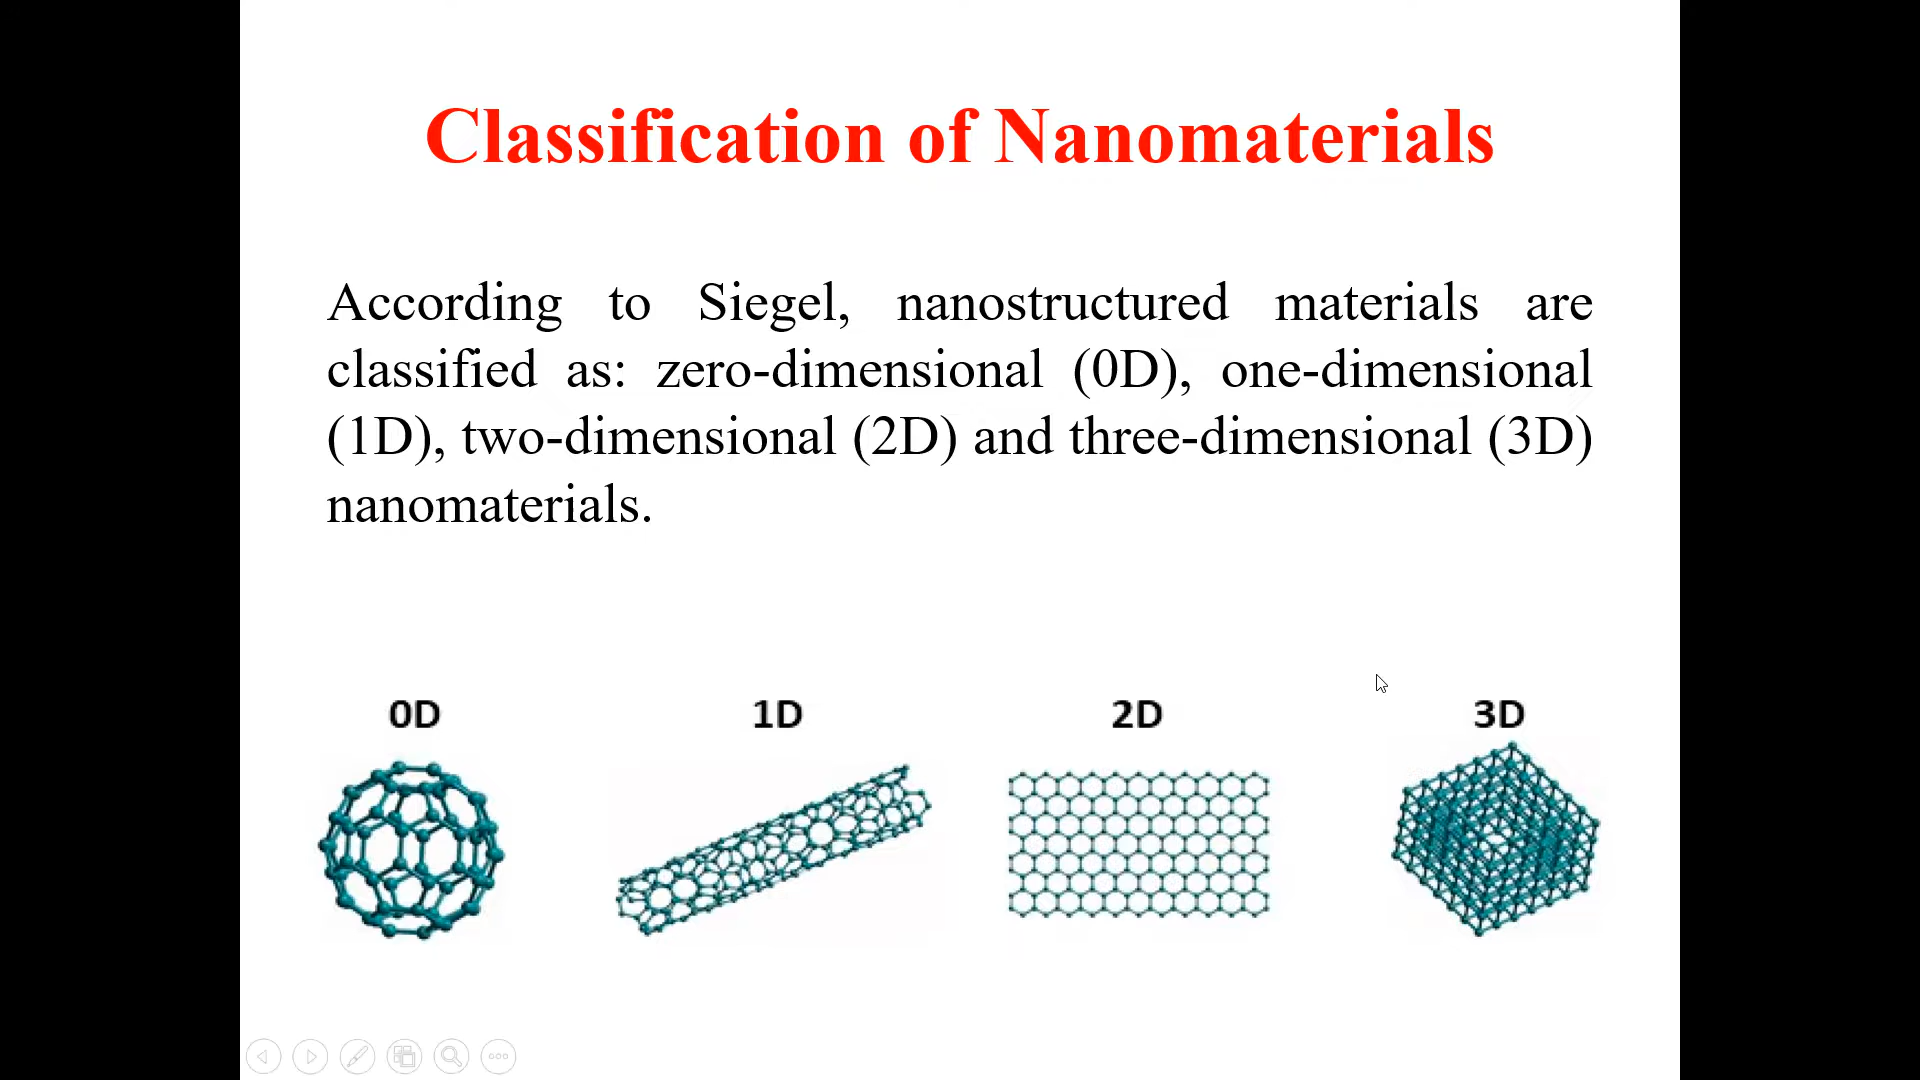 Classification of Nanomaterials
According to Siegel, nanostructured materials are
classified as: zero-dimensional (0D), one-dimensional
(1D), two-dimensional (2D) and three-dimensional (3D)
nanomaterials.
0D 1D 2D 3D